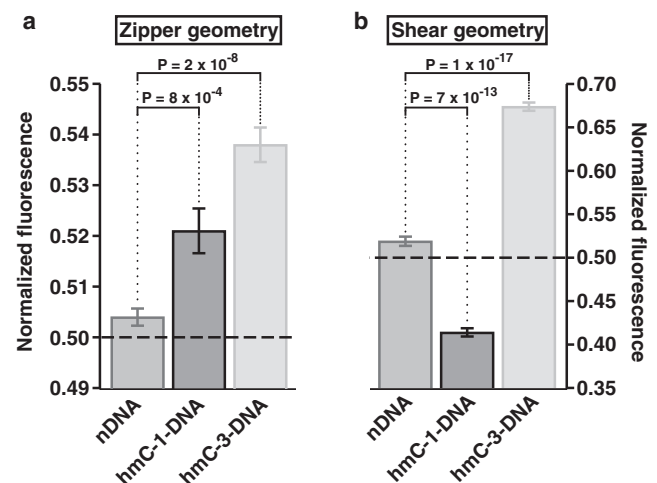 a
Zipper geometry
P = 2 x 10-8
P = 8 x 10-4
Normalized fluorescence
0.55
0.54
0.53
0.52
0.51
0.50
0.49
nDNA
hmC-1-DNA
hmC-3-DNA
b
Shear geometry
P = 1 x 10-17
P = 7 x 10-13
0.70
0.65
0.60
0.55
0.50
0.45
0.40
0.35
Normalized fluorescence
nDNA
hmC-1-DNA
hmC-3-DNA